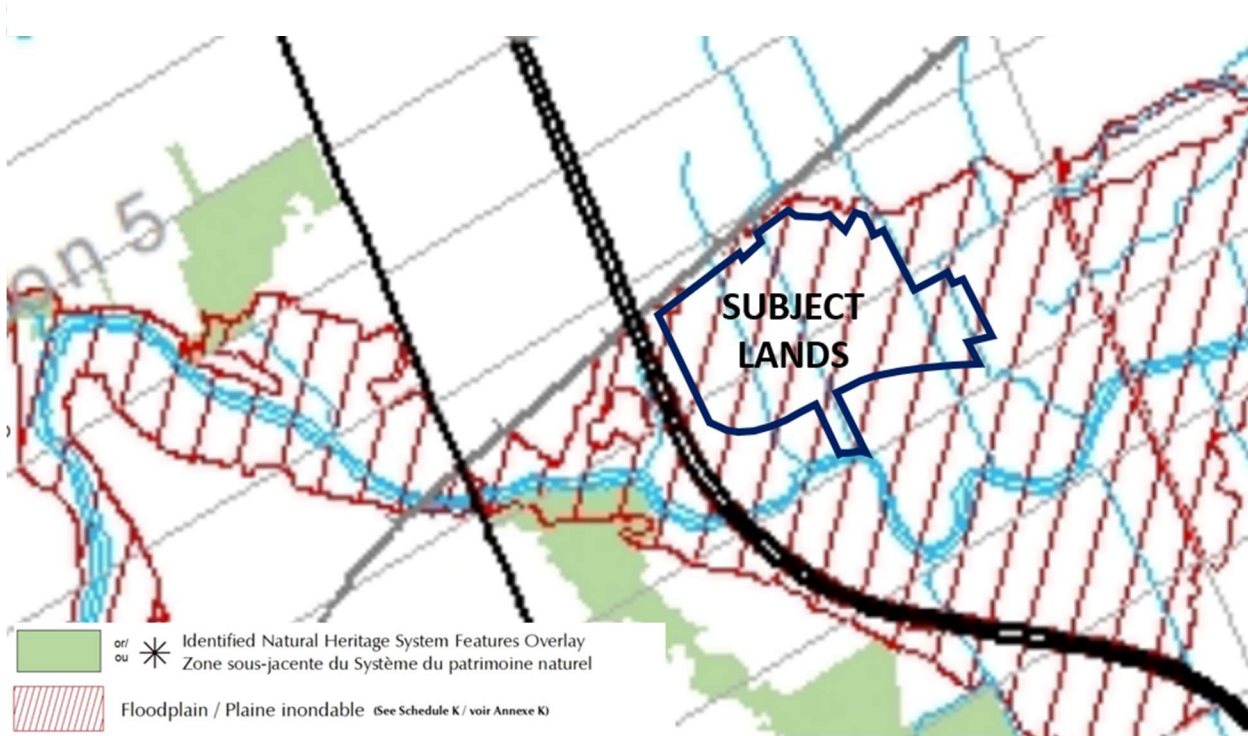 on 5
SUBJECT
LANDS
or/
ou
Identified Natural Heritage System Features Overlay
Zone sous-jacente du Système du patrimoine naturel
Floodplain / Plaine inondable (See Schedule K / voir Annexe K)